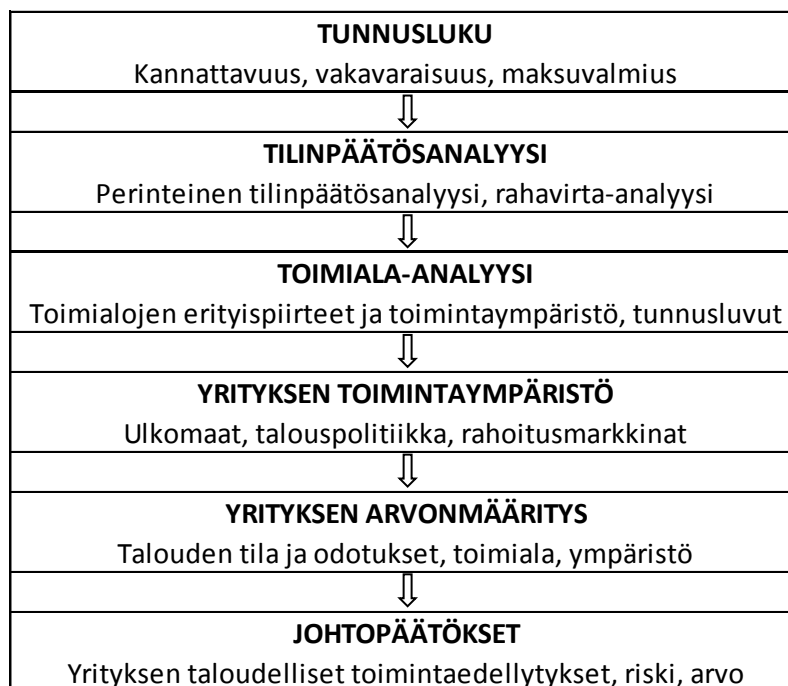 TUNNUSLUKU
Kannattavuus, vakavaraisuus, maksuvalmius
TILINPÄÄTÖSANALYYSI
Perinteinen tilinpäätösanalyysi, rahavirta-analyysi
TOIMIALA-ANALYYSI
Toimialojen erityispiirteet ja toimintaympäristö, tunnusluvut
YRITYKSEN TOIMINTAYMPÄRISTÖ
Ulkomaat, talouspolitiikka, rahoitusmarkkinat
YRITYKSEN ARVONMÄÄRITYS
Talouden tila ja odotukset, toimiala, ympäristö
JOHTOPÄÄTÖKSET
Yrityksen taloudelliset toimintaedellytykset, riski, arvo